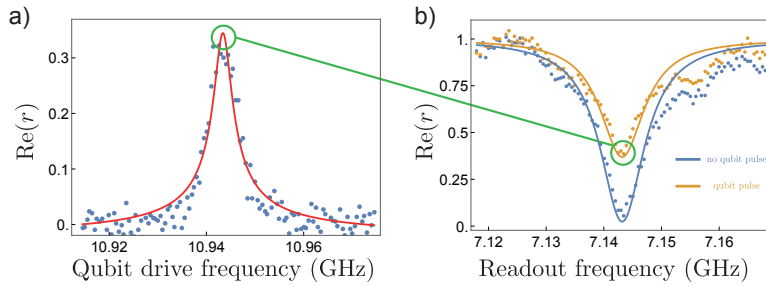 a)
b)
0.3
0.2
0.1
0.
Re(r)
10.92
10.94
10.96
Qubit drive frequency (GHz)
1.
0.75
0.5
0.25
0.
Re(r)
no qubit pulse
qubit pulse
7.12
7.13
7.14
7.15
7.16
Readout frequency (GHz)